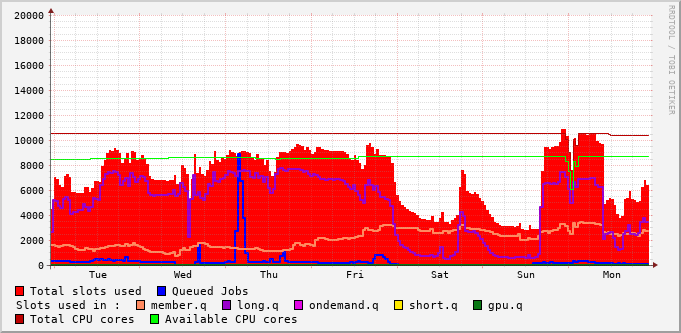 20000
18000
16000
14000
12000
10000
8000
6000
4000
2000
0
Tue Wed Thu Fri Sat Sun Mon
Total slots used Queued Jobs
Slots used in : member.q long.q ondemand.q short.q gpu.q
Total CPU cores Available CPU cores
RRDTOOL / TOBI OETIKER